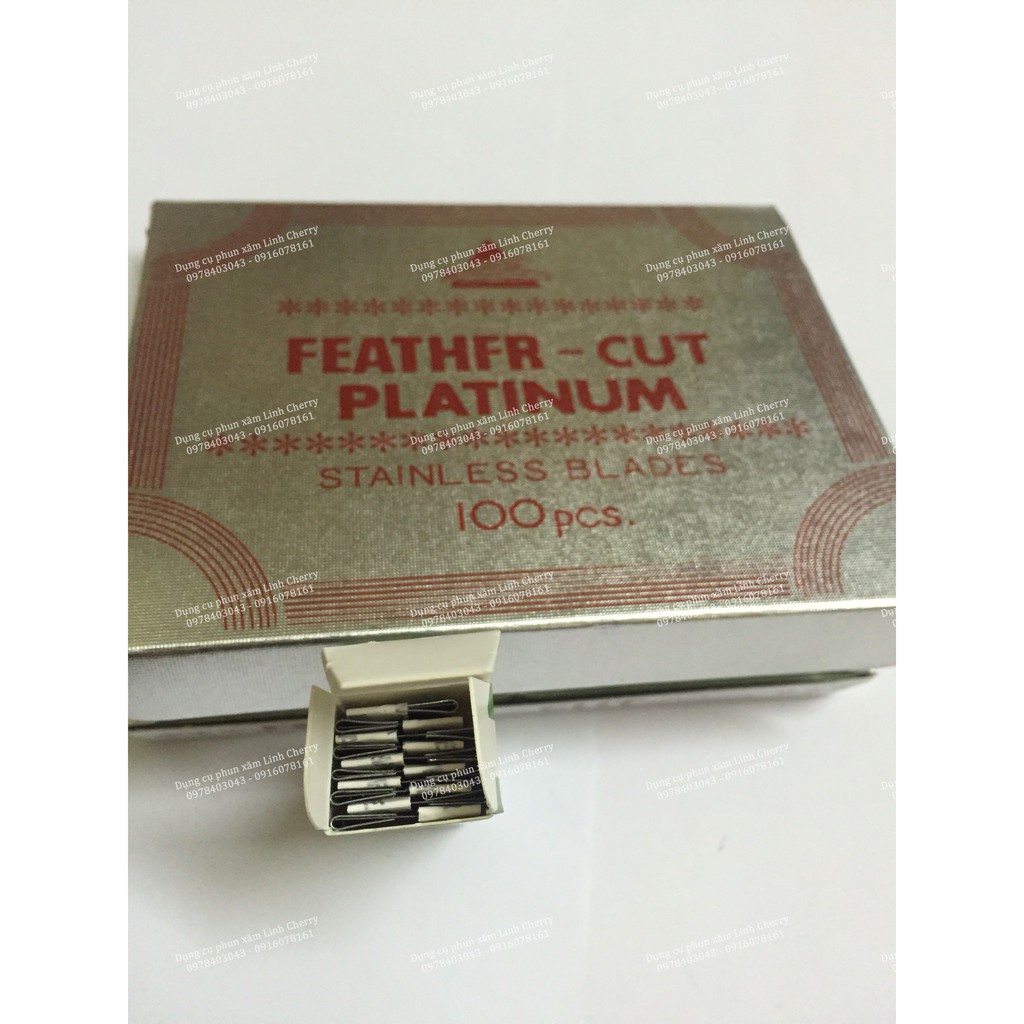 Dụng cụ phun xăm Linh Cherry
0978403043 - 0916078161
FEATHFR - CUT
PLATINUM
STAINLESS BLADES
100 pcs.